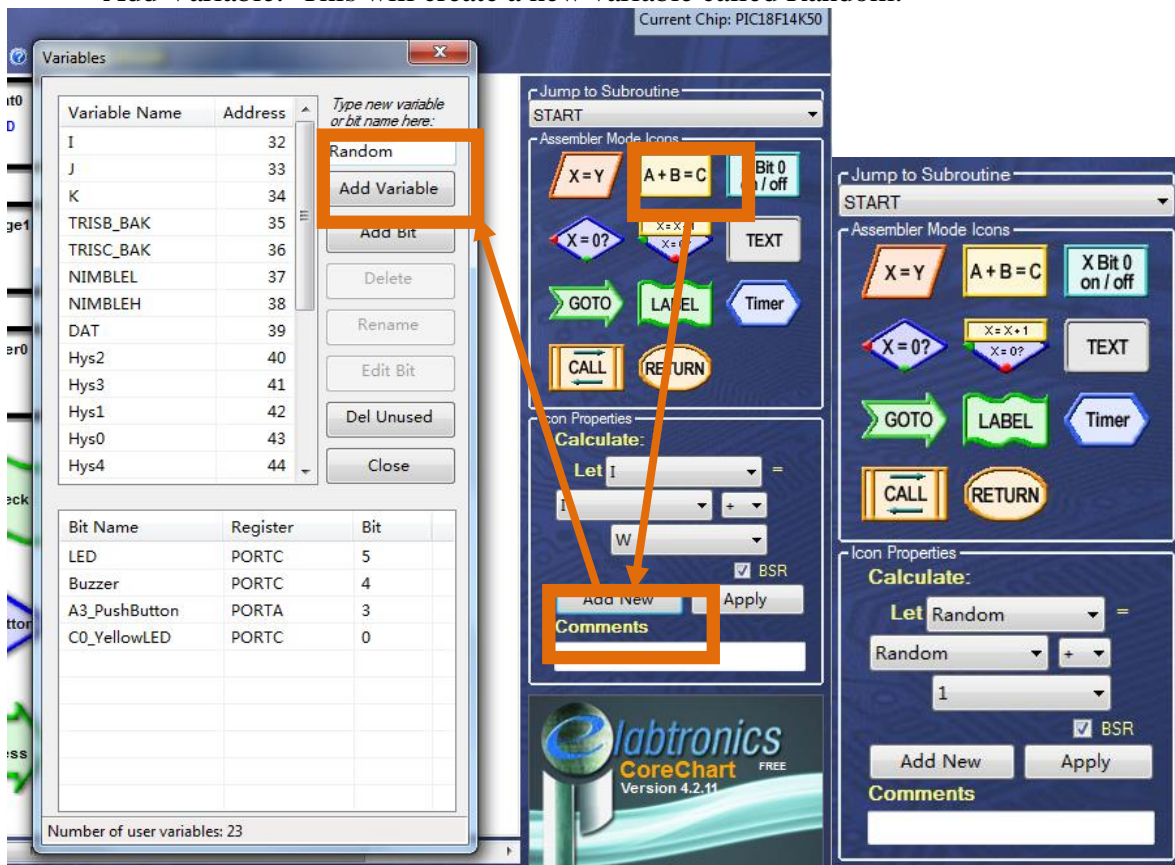 Add Variable. This will create a new variable called Random.
Current Chip: PIC18F14K50
Variables
Variable Name Address
I 32
J 33
K 34
TRISB_BAK 35
TRISC_BAK 36
NIMBLEL 37
NIMBLEH 38
DAT 39
Hys2 40
Hys3 41
Hys1 42
Hys0 43
Hys4 44
Type new variable
or bit name here:
Random
Add Variable
Add Bit
Delete
Rename
Edit Bit
Del Unused
Close
Bit Name Register Bit
LED PORTC 5
Buzzer PORTC 4
A3_PushButton PORTA 3
C0_YellowLED PORTC 0
Number of user variables: 23
Jump to Subroutine
START
Assembler Mode Icons
X = Y
A + B = C
Bit 0
on / off
X = 0?
TEXT
GOTO
LABEL
Timer
CALL
RETURN
Icon Properties
Calculate:
Let I =
I +
W
BSR
Add New Apply
Comments
elabtronics
CoreChart FREE
Version 4.2.11
Jump to Subroutine
START
Assembler Mode Icons
X = Y
A + B = C
X Bit 0
on / off
X = 0?
X = X + 1
X = 0?
TEXT
GOTO
LABEL
Timer
CALL
RETURN
Icon Properties
Calculate:
Let Random =
Random +
1
BSR
Add New Apply
Comments